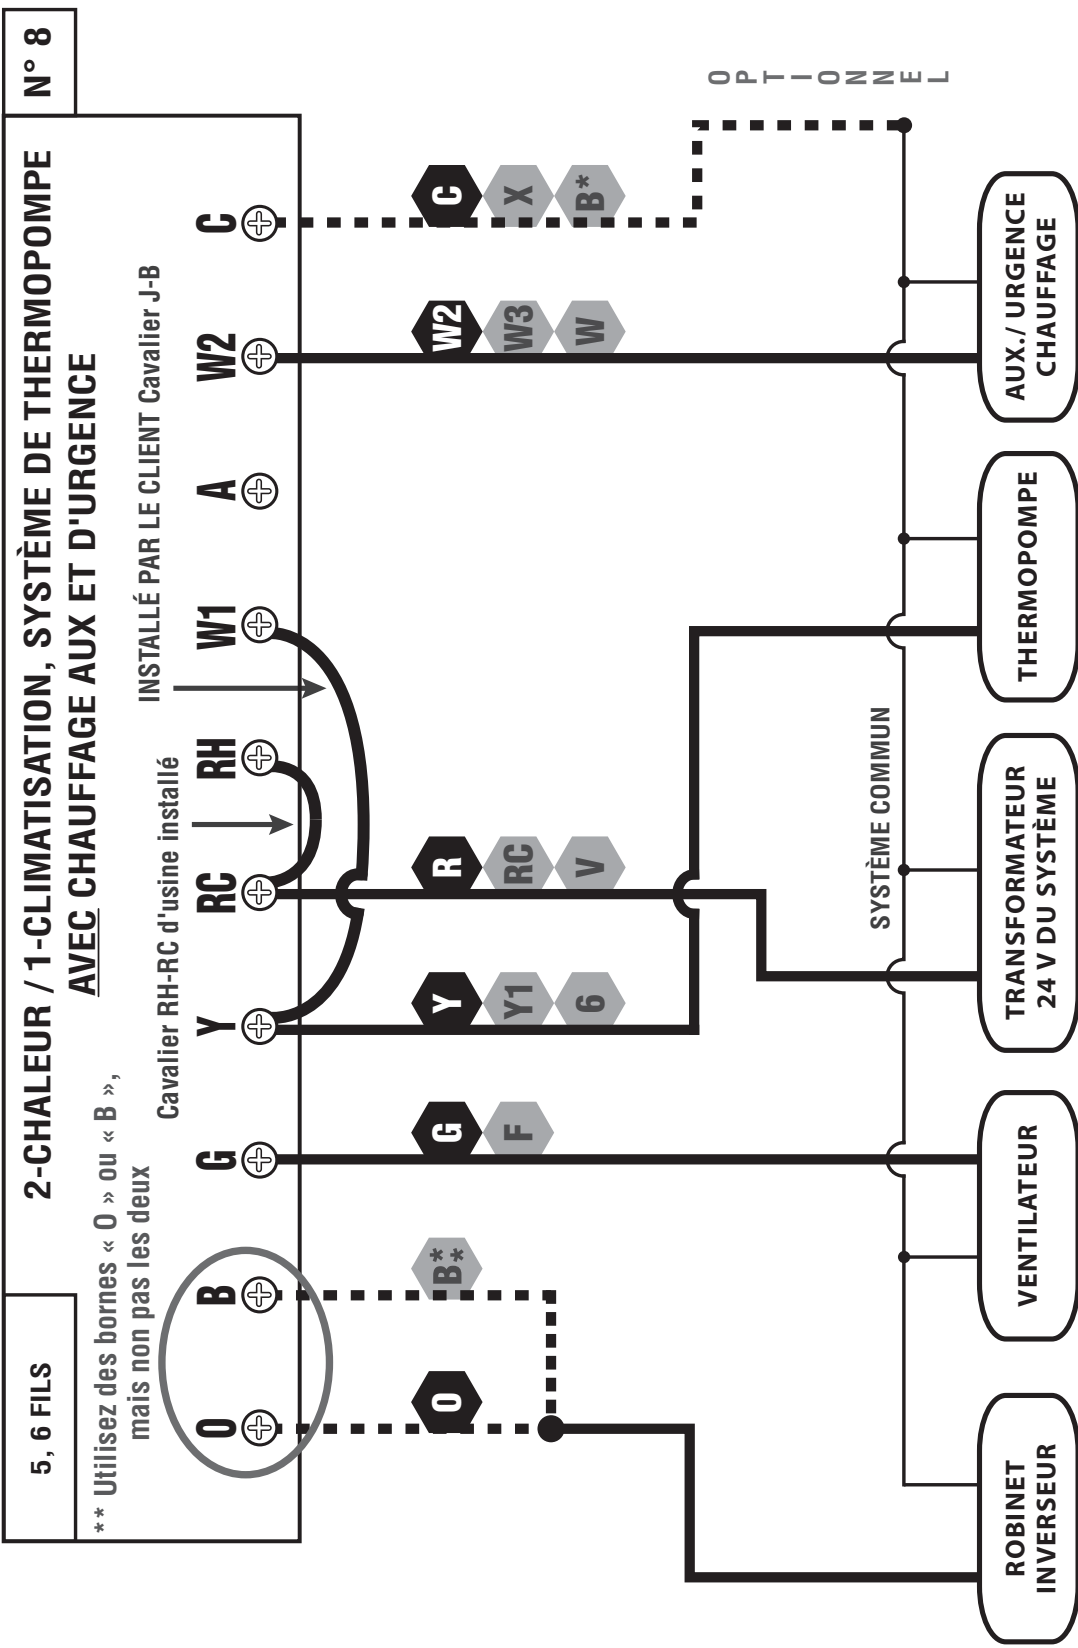 5, 6 FILS
2-CHALEUR / 1-CLIMATISATION, SYSTÈME DE THERMOPOMPE
AVEC CHAUFFAGE AUX ET D'URGENCE
N° 8
** Utilisez des bornes « O » ou « B »,
mais non pas les deux
Cavalier RH-RC d'usine installé
INSTALLÉ PAR LE CLIENT Cavalier J-B
O B G Y RC RH W1 A W2 C
O B** G Y R W2 C
F Y1 RC W3 X
6 V W B*
OPTIONNEL
SYSTÈME COMMUN
ROBINET
INVERSEUR
VENTILATEUR
TRANSFORMATEUR
24 V DU SYSTÈME
THERMOPOMPE
AUX./ URGENCE
CHAUFFAGE